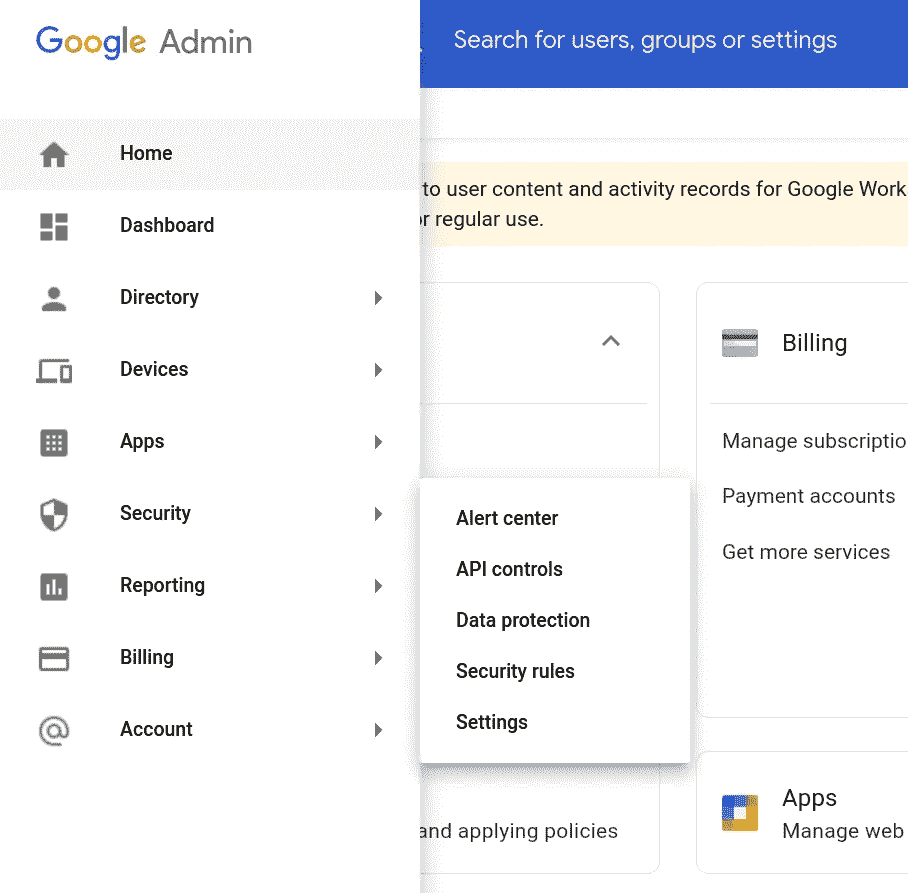 Google Admin
Search for users, groups or settings
Home
Dashboard
Directory
Devices
Apps
Security
Reporting
Billing
Account
to user content and activity records for Google Work
or regular use.
Alert center
API controls
Data protection
Security rules
Settings
and applying policies
Billing
Manage subscriptio
Payment accounts
Get more services
Apps
Manage web